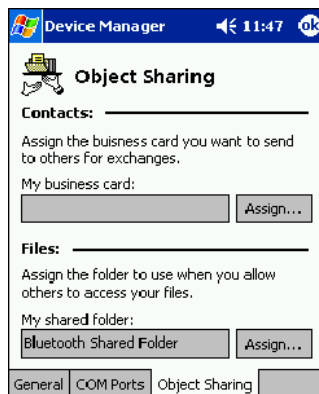 Device Manager 11:47 ok
Object Sharing
Contacts:
Assign the buisness card you want to send
to others for exchanges.
My business card:
Assign...
Files:
Assign the folder to use when you allow
others to access your files.
My shared folder:
Bluetooth Shared Folder Assign...
General COM Ports Object Sharing